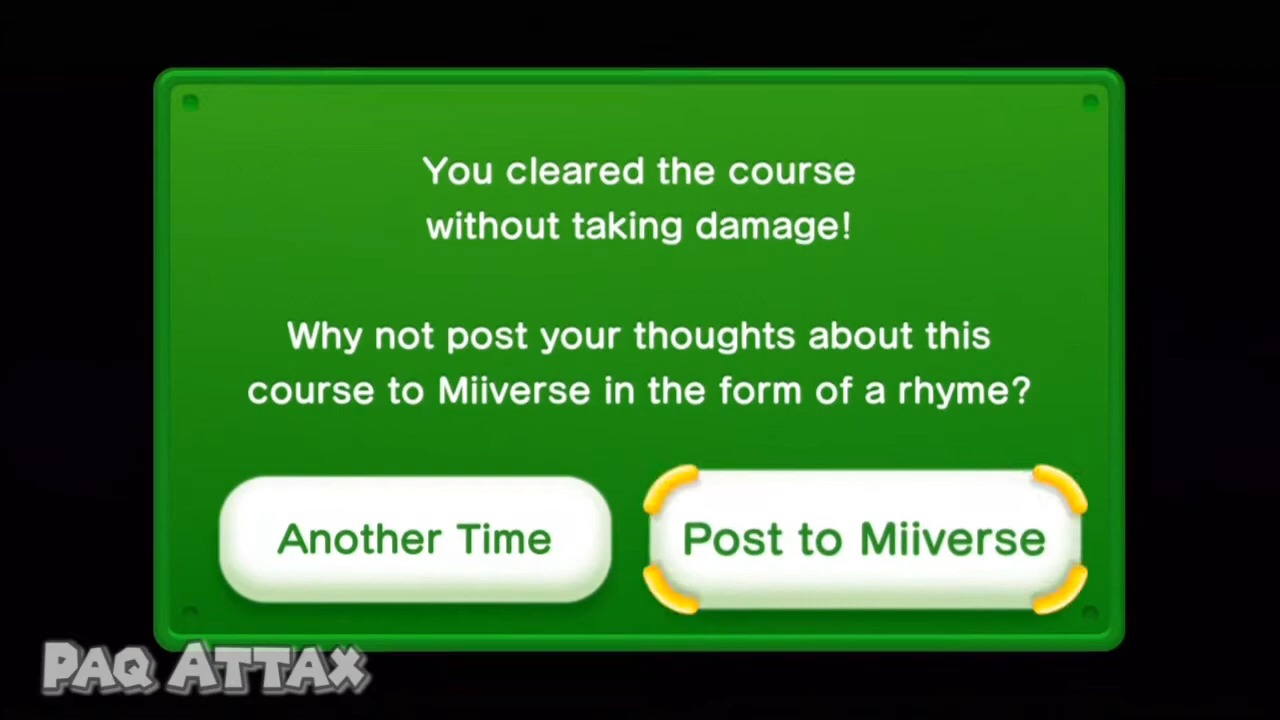 You cleared the course
without taking damage!
Why not post your thoughts about this
course to Miiverse in the form of a rhyme?
Another Time
Post to Miiverse
PAQ ATTAX